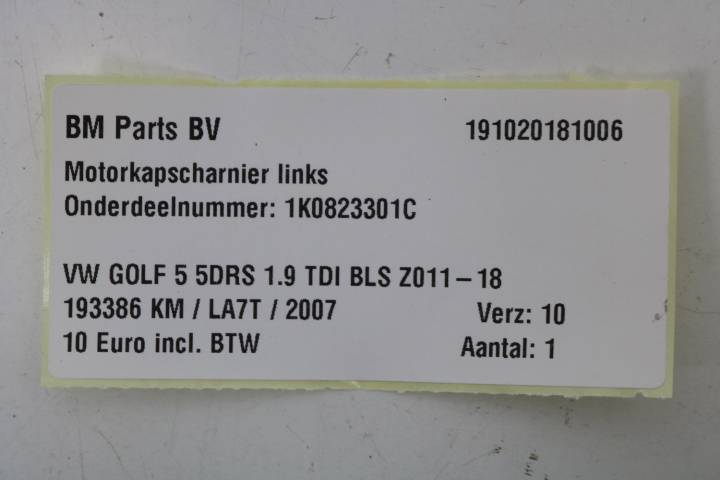 BM Parts BV 191020181006
Motorkapscharnier links
Onderdeelnummer: 1K0823301C
VW GOLF 5 5DRS 1.9 TDI BLS Z011-18
193386 KM / LA7T / 2007 Verz: 10
10 Euro incl. BTW Aantal: 1